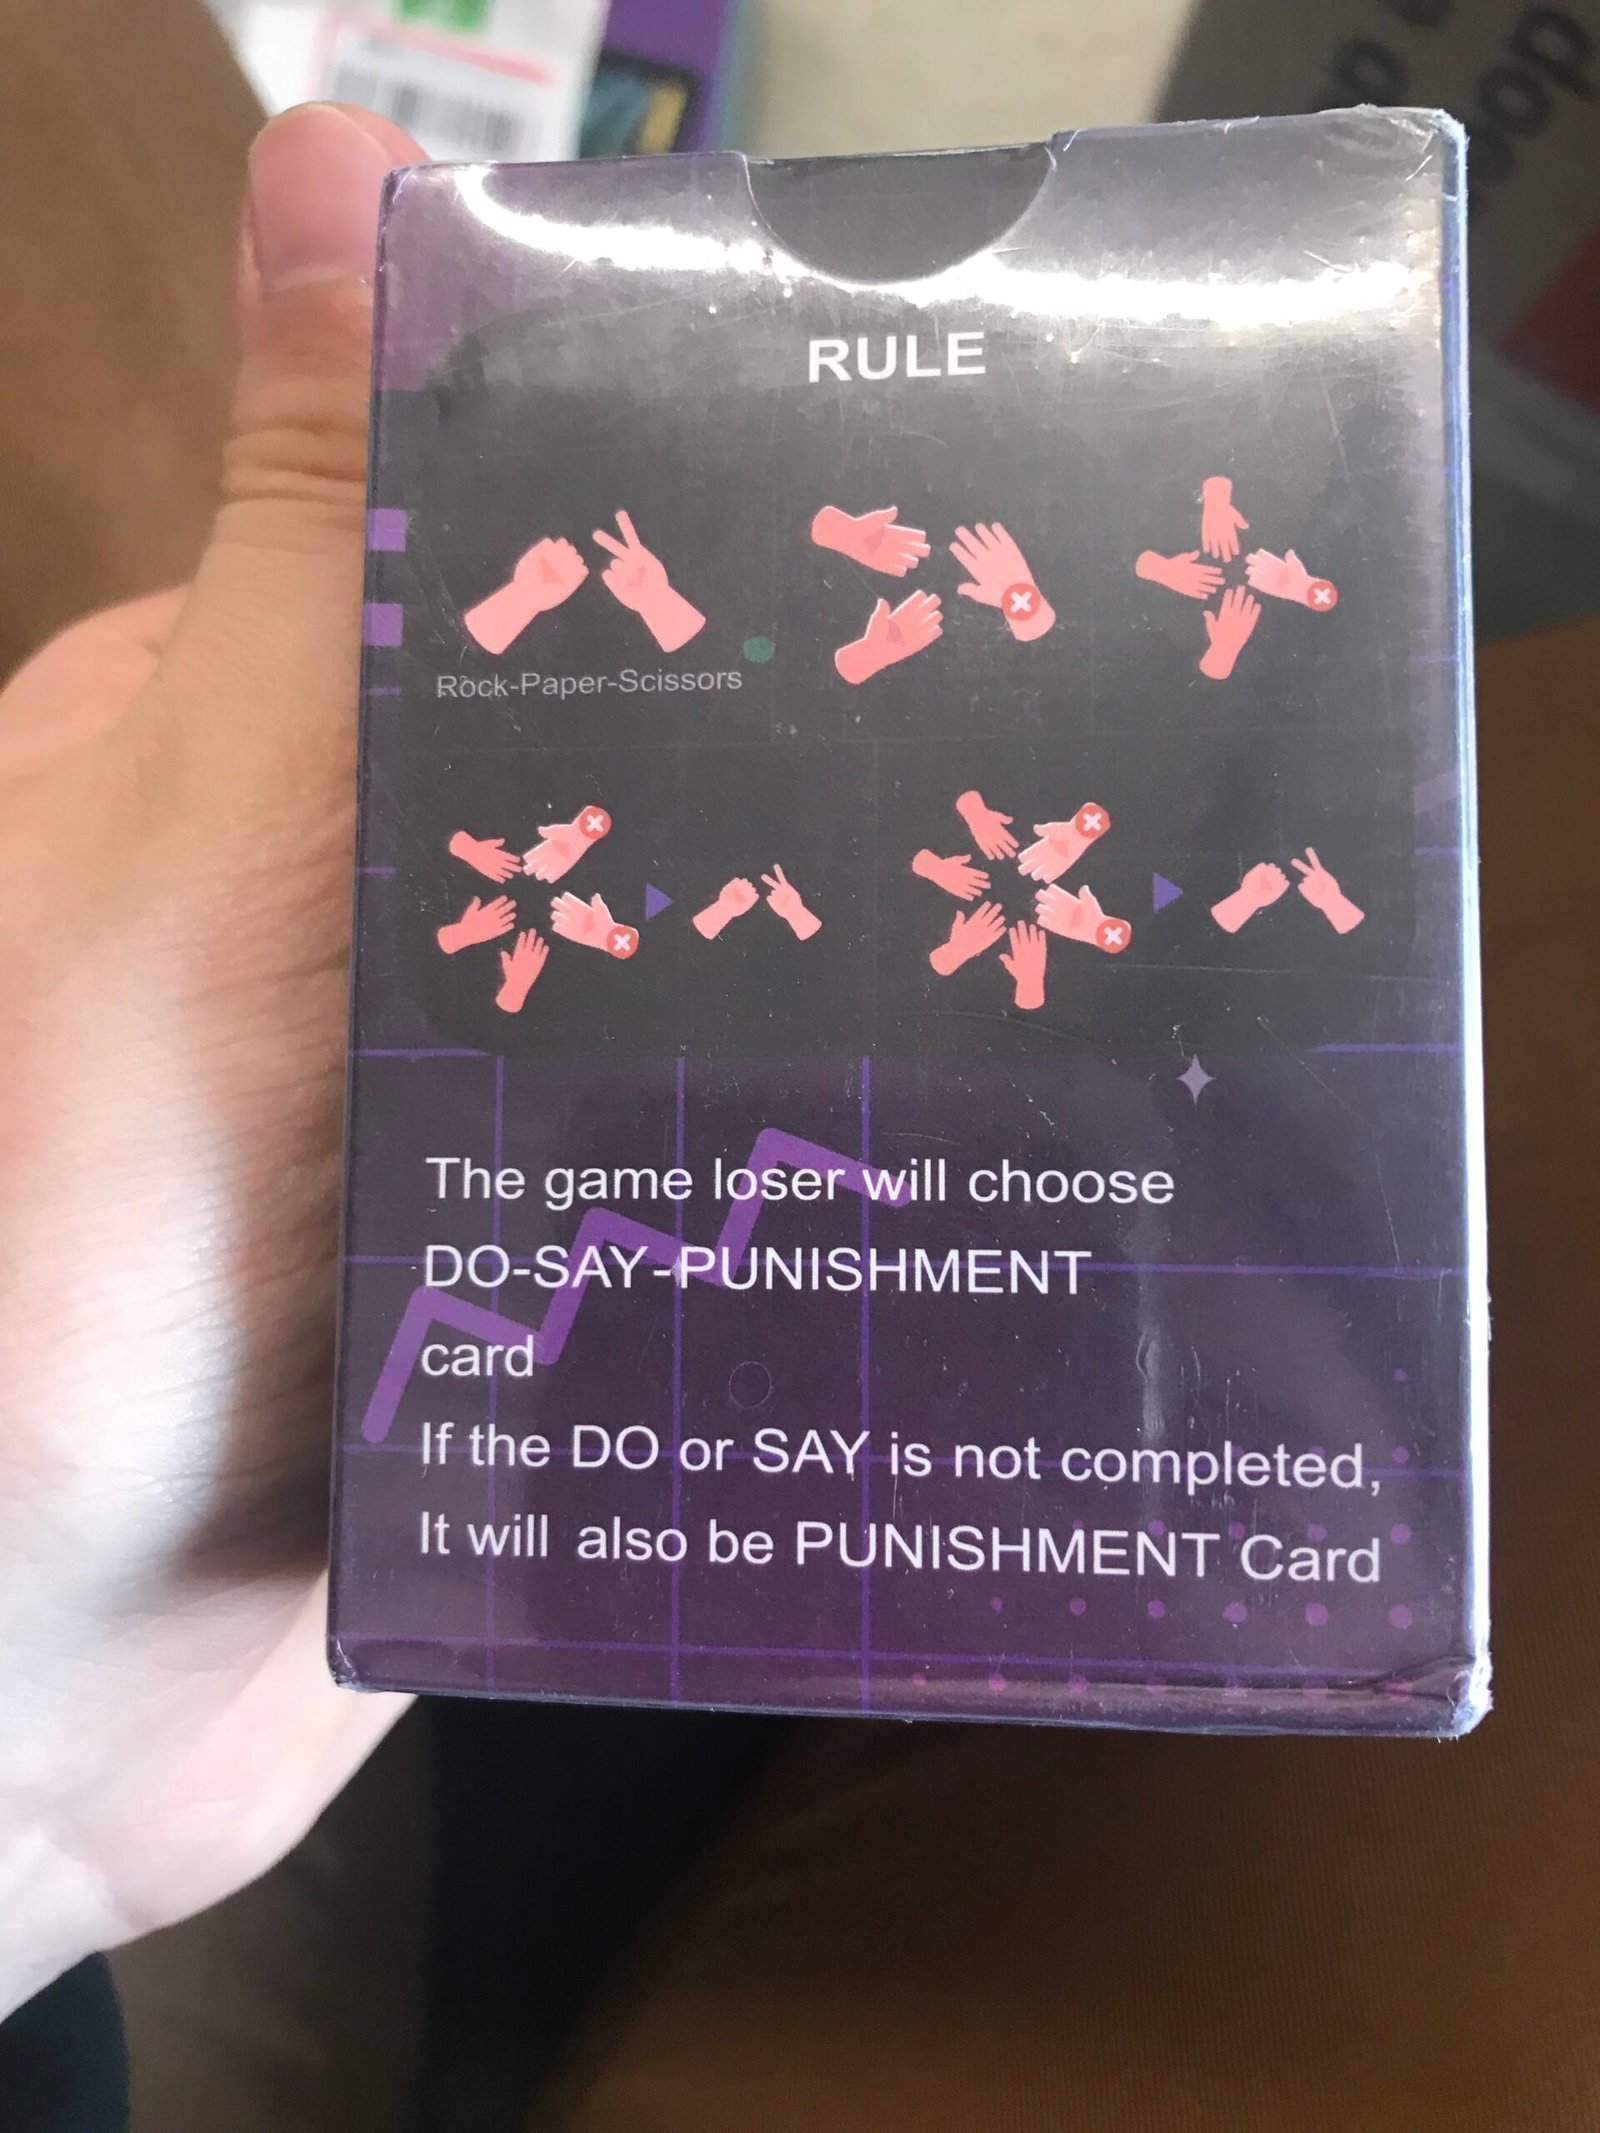 RULE
Rock-Paper-Scissors
The game loser will choose
DO-SAY-PUNISHMENT
card
If the DO or SAY is not completed,
It will also be PUNISHMENT Card